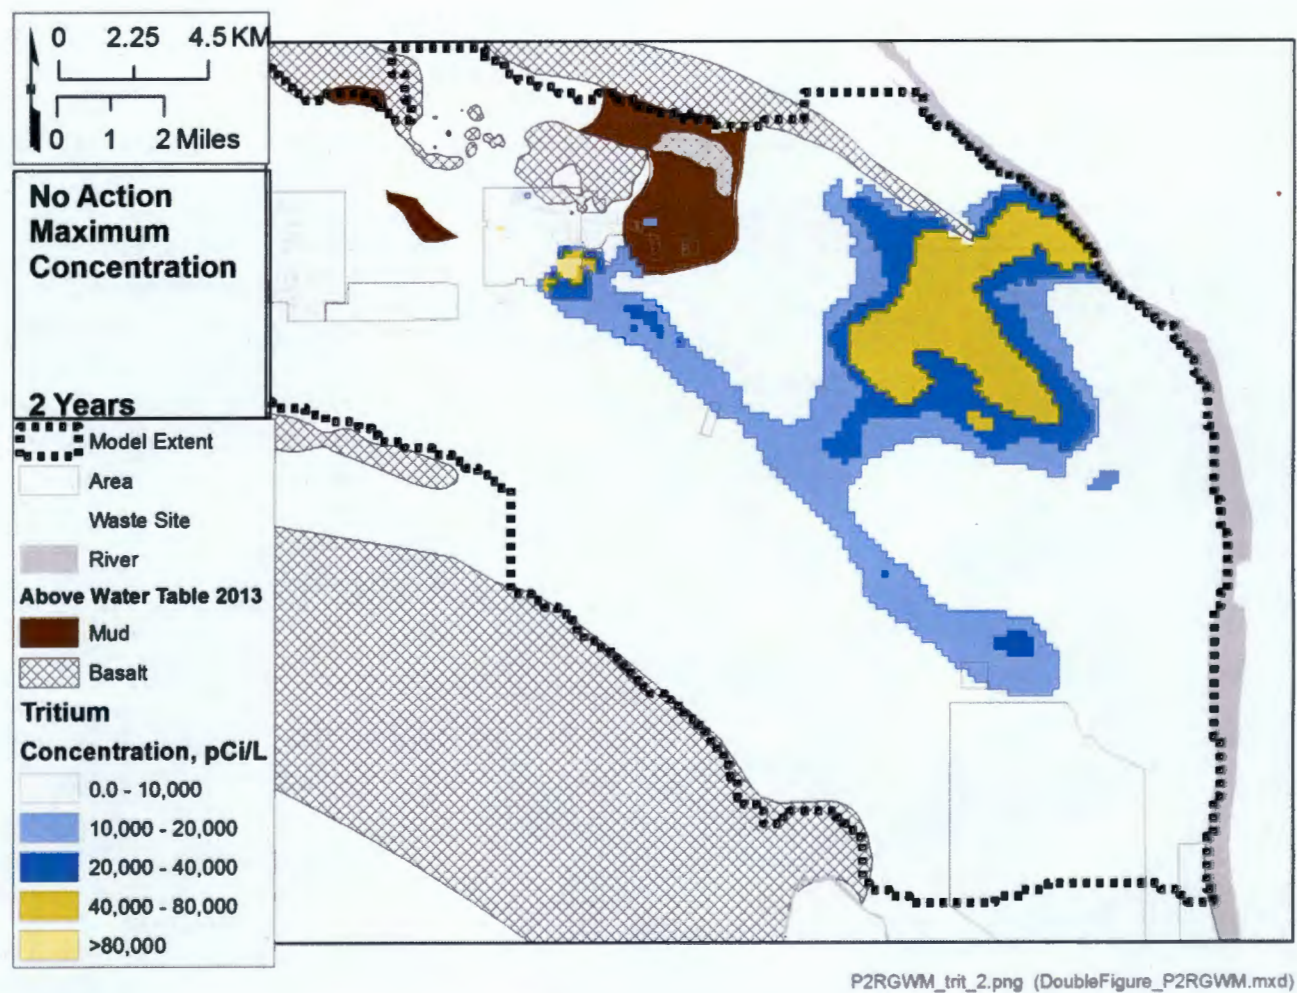 0 2.25 4.5 KM
0 1 2 Miles
No Action
Maximum
Concentration
2 Years
Model Extent
Area
Waste Site
River
Above Water Table 2013
Mud
Basalt
Tritium
Concentration, pCi/L
0.0 - 10,000
10,000 - 20,000
20,000 - 40,000
40,000 - 80,000
>80,000
P2RGWM_trit_2.png (DoubleFigure_P2RGWM.mxd)